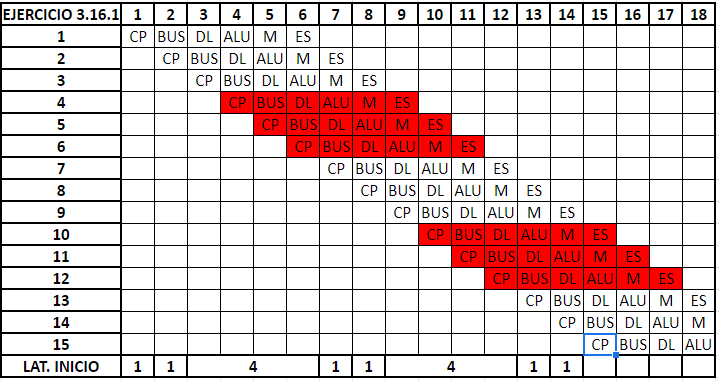 EJERCICIO 3.16.1 1 2 3 4 5 6 7 8 9 10 11 12 13 14 15 16 17 18
1 CP BUS DL ALU M ES
2 CP BUS DL ALU M ES
3 CP BUS DL ALU M ES
4 CP BUS DL ALU M ES
5 CP BUS DL ALU M ES
6 CP BUS DL ALU M ES
7 CP BUS DL ALU M ES
8 CP BUS DL ALU M ES
9 CP BUS DL ALU M ES
10 CP BUS DL ALU M ES
11 CP BUS DL ALU M ES
12 CP BUS DL ALU M ES
13 CP BUS DL ALU M ES
14 CP BUS DL ALU M
15 CP BUS DL ALU
LAT. INICIO 1 1 4 1 1 4 1 1